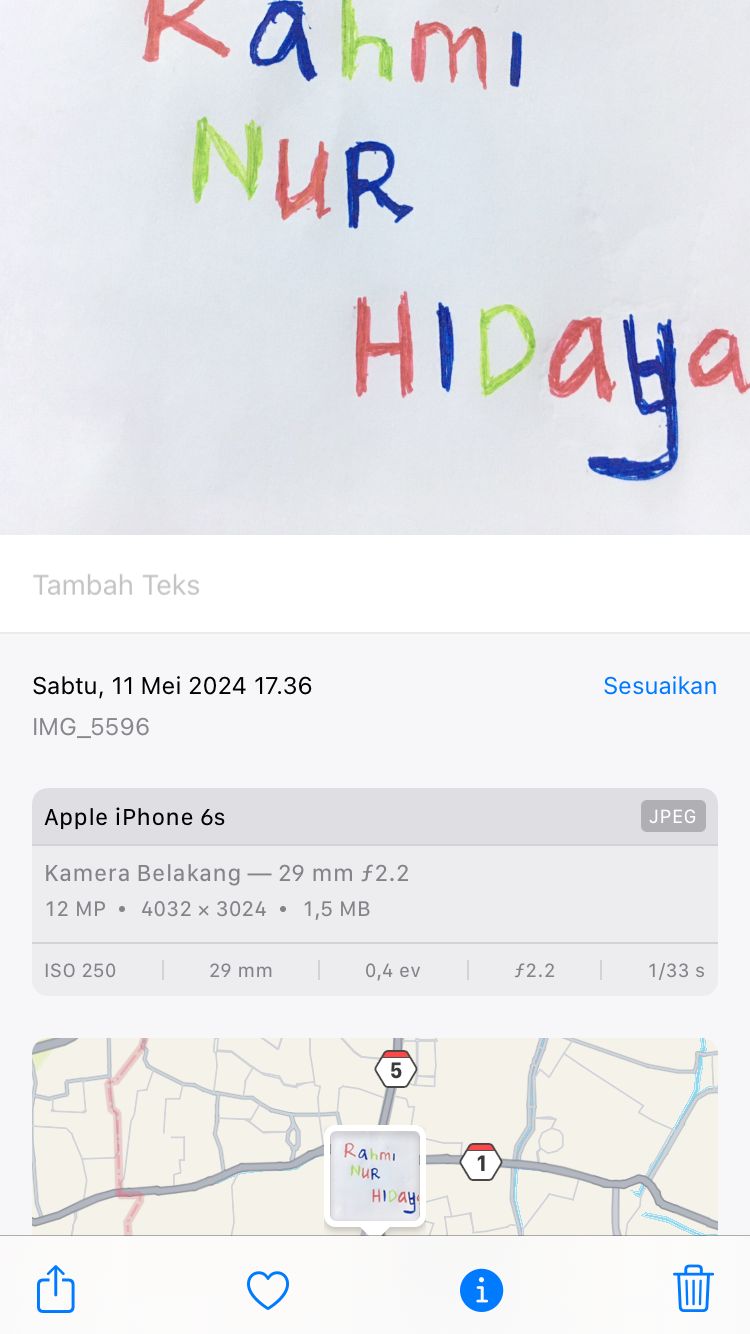 Rahmi
NUR
HIDaya
Tambah Teks
Sabtu, 11 Mei 2024 17.36
Sesuaikan
IMG_5596
Apple iPhone 6s
JPEG
Kamera Belakang — 29 mm ƒ2.2
12 MP • 4032 × 3024 • 1,5 MB
ISO 250 29 mm 0,4 ev ƒ2.2 1/33 s
5
1
Rahmi
NUR
HIDaya